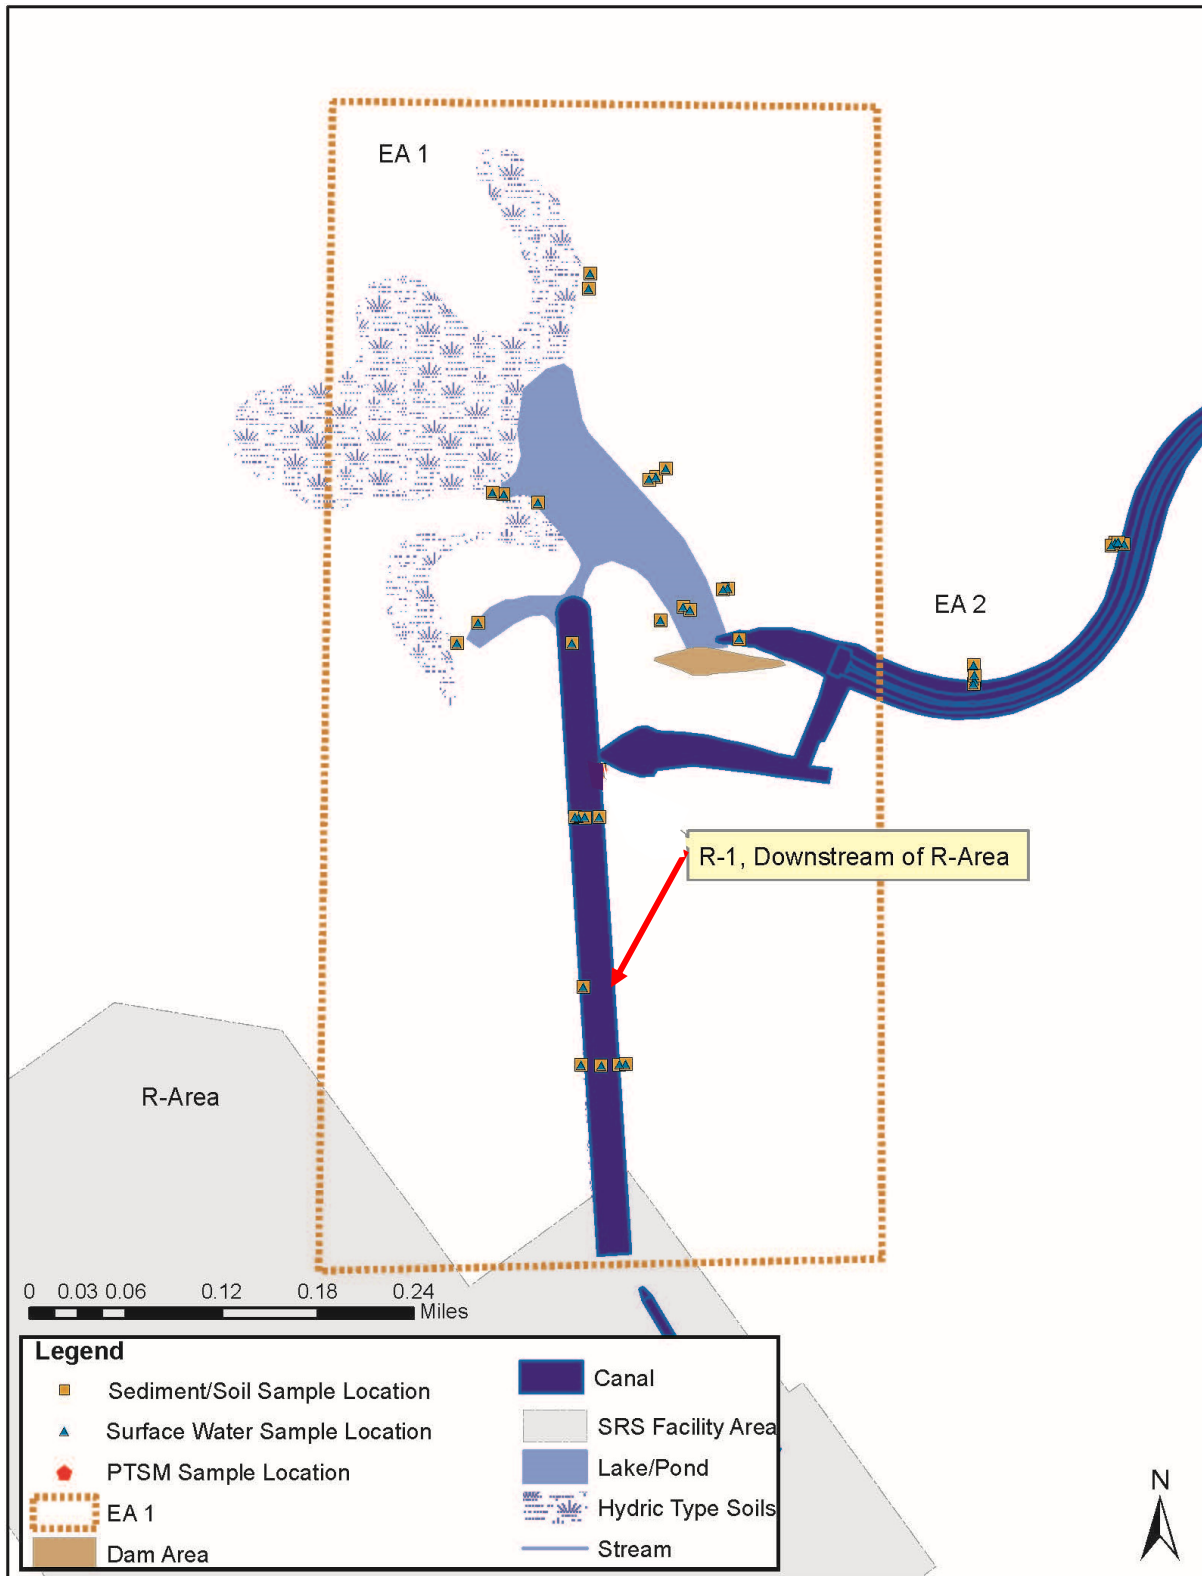 EA 1
EA 2
R-1, Downstream of R-Area
R-Area
0 0.03 0.06 0.12 0.18 0.24
Miles
Legend
Sediment/Soil Sample Location
Surface Water Sample Location
PTSM Sample Location
EA 1
Dam Area
Canal
SRS Facility Area
Lake/Pond
Hydric Type Soils
Stream
N